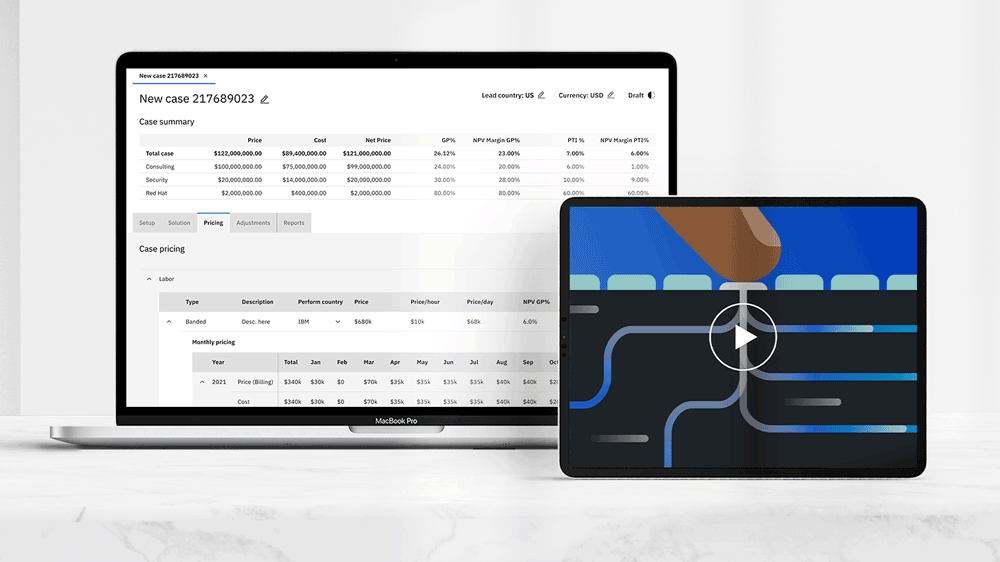 New case 217689023 ×
New case 217689023
Lead country: US
Currency: USD
Draft
Case summary
Price Cost Net Price GP% NPV Margin GP% PTI % NPV Margin PTI%
Total case $122,000,000.00 $89,400,000.00 $121,000,000.00 26.12% 23.00% 7.00% 6.00%
Consulting $100,000,000.00 $75,000,000.00 $99,000,000.00 24.00% 20.00% 6.00% 1.00%
Security $20,000,000.00 $14,000,000.00 $20,000,000.00 30.00% 28.00% 10.00% 9.00%
Red Hat $2,000,000.00 $400,000.00 $2,000,000.00 80.00% 80.00% 60.00% 60.00%
Setup Solution Pricing Adjustments Reports
Case pricing
Labor
Type Description Perform country Price Price/hour Price/day NPV GP%
Banded Desc. here IBM $680k $10k $68k 6.0%
Monthly pricing
Year Total Jan Feb Mar Apr May Jun Jul Aug Sep Oct
2021 Price (Billing) $340k $30k $0 $70k $35k $35k $35k $35k $40k $40k
Cost $340k $30k $0 $70k $35k $35k $35k $35k $40k $40k
MacBook Pro